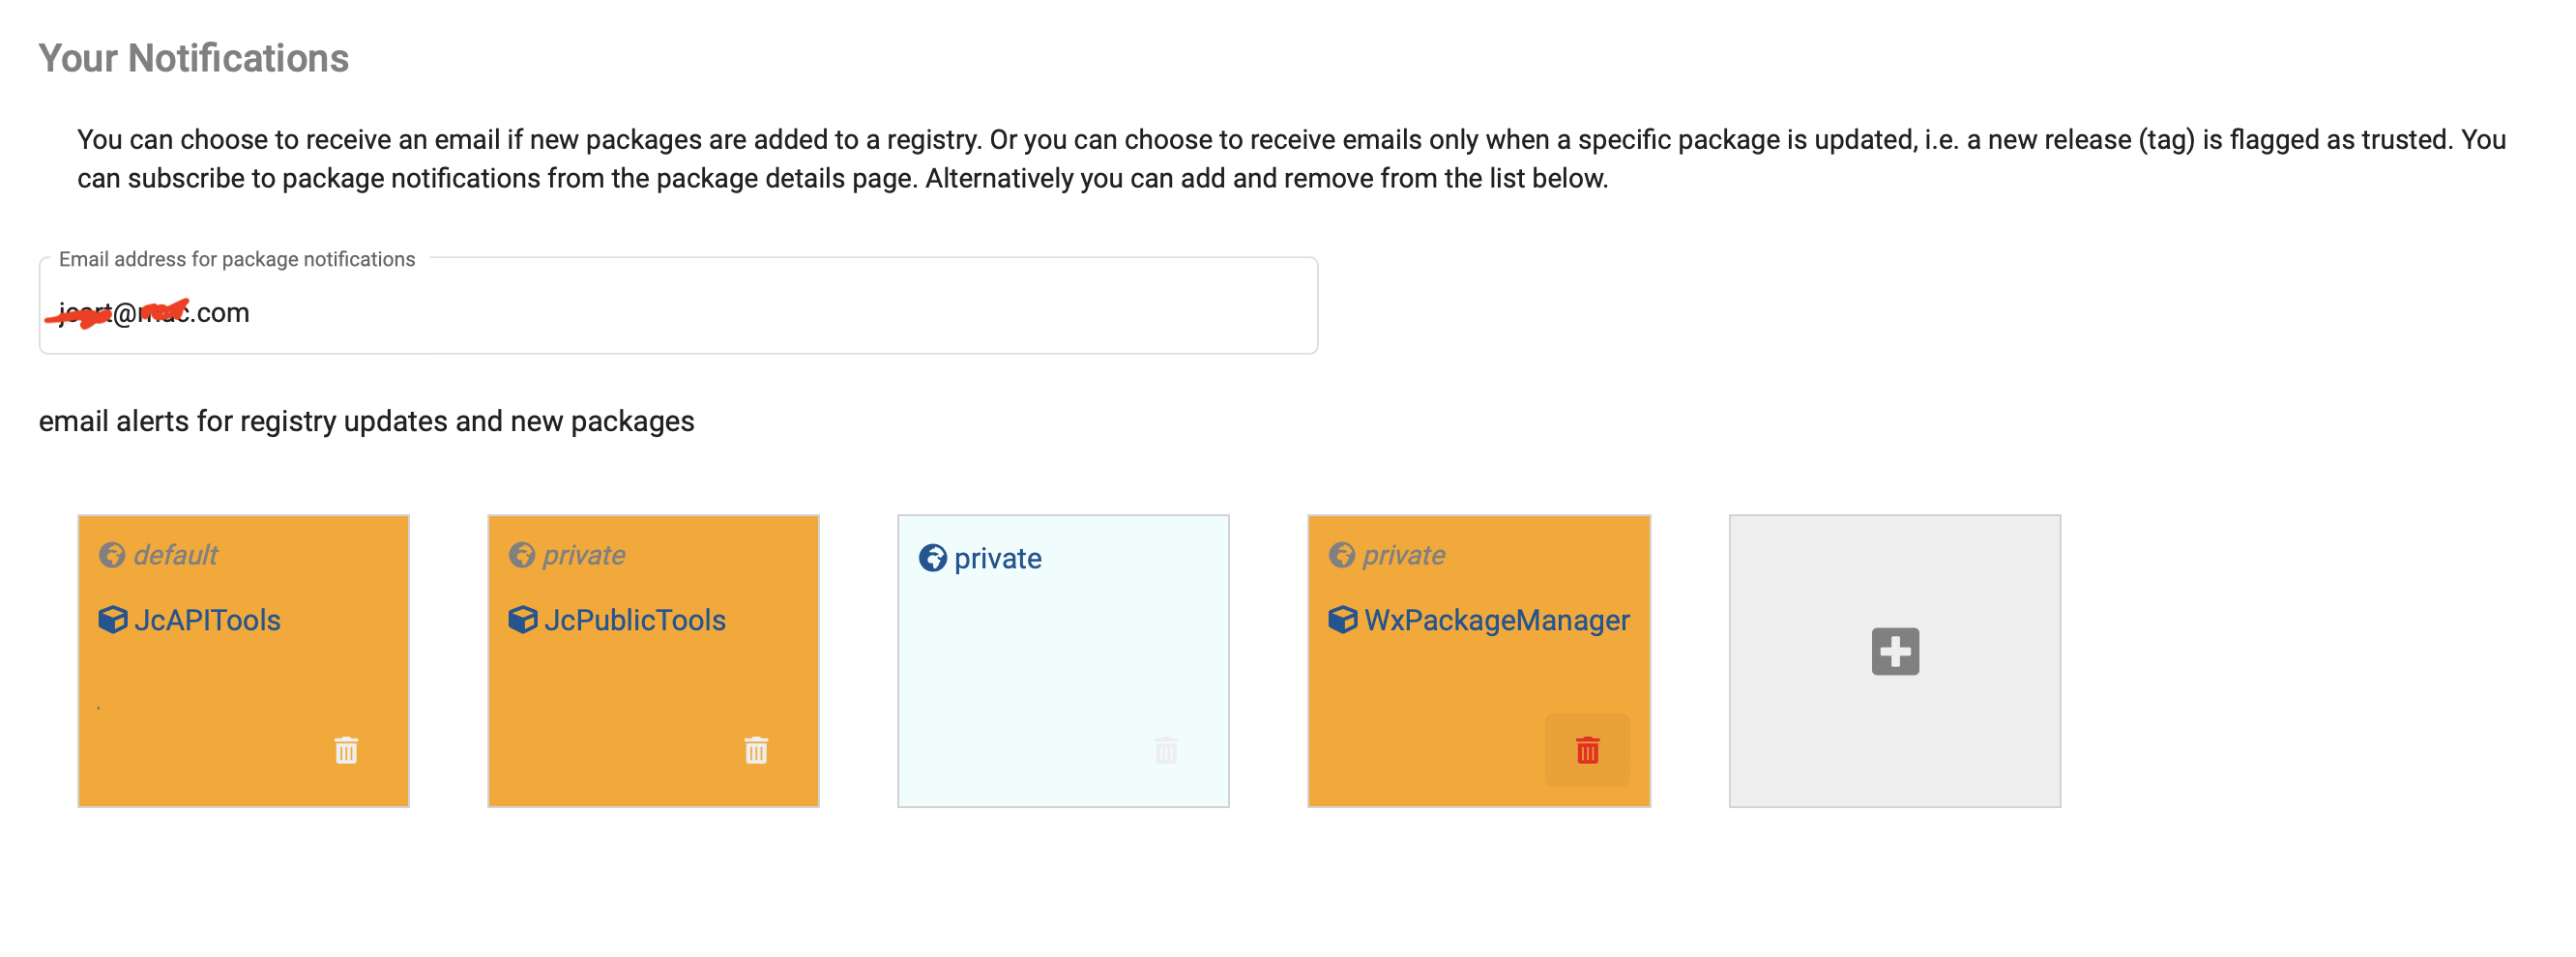 Your Notifications
You can choose to receive an email if new packages are added to a registry. Or you can choose to receive emails only when a specific package is updated, i.e. a new release (tag) is flagged as trusted. You
can subscribe to package notifications from the package details page. Alternatively you can add and remove from the list below.
Email address for package notifications
@ .com
email alerts for registry updates and new packages
default
JcAPITools
private
JcPublicTools
private
private
WxPackageManager